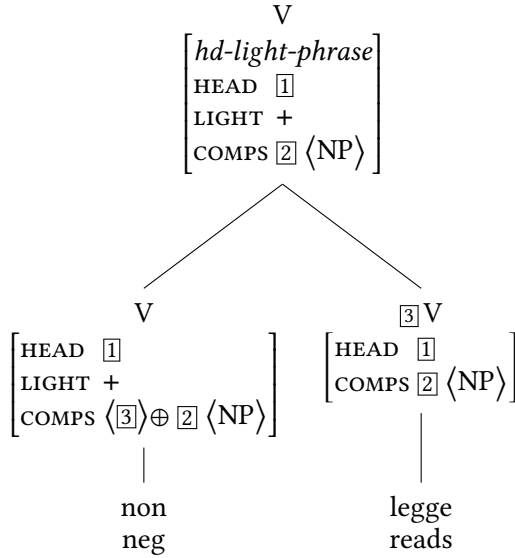 V
hd-light-phrase
HEAD 1
LIGHT +
COMPS 2 ⟨NP⟩
V
HEAD 1
LIGHT +
COMPS ⟨3⟩⊕ 2 ⟨NP⟩
3 V
HEAD 1
COMPS 2 ⟨NP⟩
non
neg
legge
reads